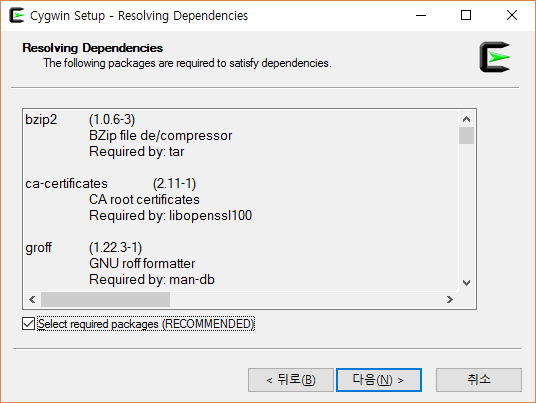 Cygwin Setup - Resolving Dependencies
Resolving Dependencies
The following packages are required to satisfy dependencies.
bzip2 (1.0.6-3)
BZip file de/compressor
Required by: tar
ca-certificates (2.11-1)
CA root certificates
Required by: libopenssl100
groff (1.22.3-1)
GNU roff formatter
Required by: man-db
Select required packages (RECOMMENDED)
< 뒤로(B) 다음(N) > 취소